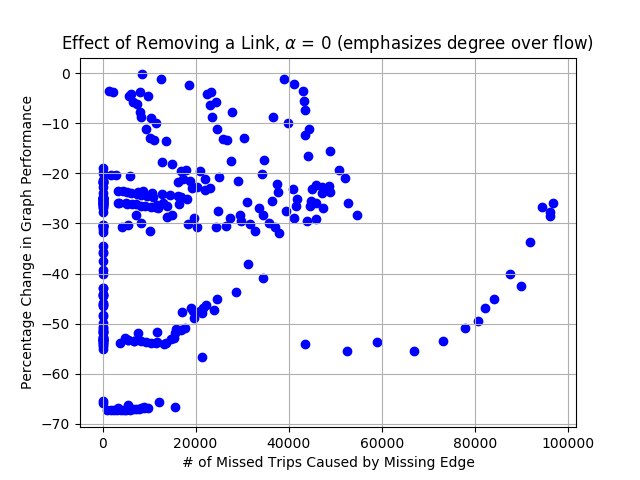 Effect of Removing a Link, α = 0 (emphasizes degree over flow)
Percentage Change in Graph Performance
0
−10
−20
−30
−40
−50
−60
−70
0 20000 40000 60000 80000 100000
# of Missed Trips Caused by Missing Edge